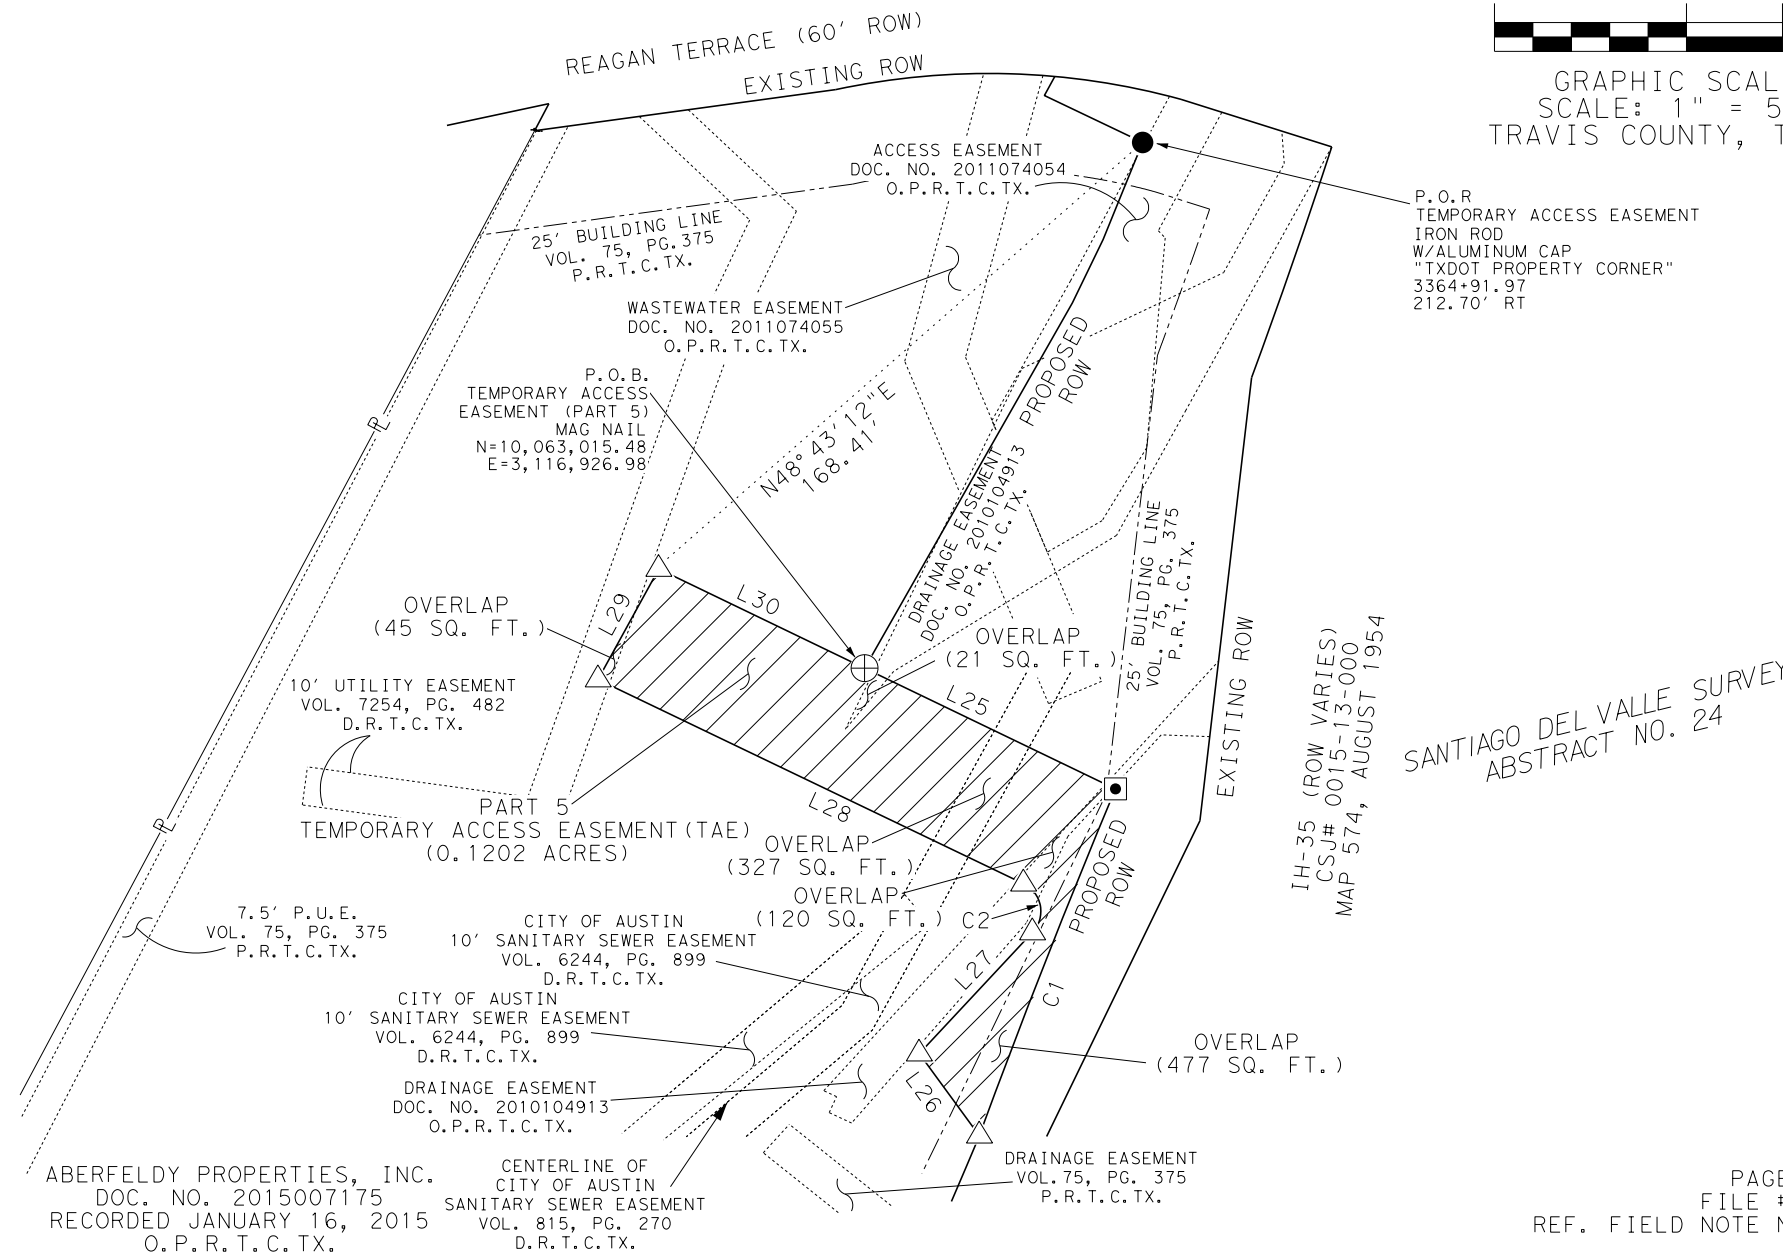 REAGAN TERRACE (60' ROW)
EXISTING ROW
GRAPHIC SCAL
SCALE: 1" = 5
TRAVIS COUNTY, T
ACCESS EASEMENT
DOC. NO. 2011074054
O.P.R.T.C.TX.
P.O.R
TEMPORARY ACCESS EASEMENT
IRON ROD
W/ALUMINUM CAP
"TXDOT PROPERTY CORNER"
3364+91.97
212.70' RT
25' BUILDING LINE
VOL. 75, PG.375
P.R.T.C.TX.
WASTEWATER EASEMENT
DOC. NO. 2011074055
O.P.R.T.C.TX.
P.O.B.
TEMPORARY ACCESS
EASEMENT (PART 5)
MAG NAIL
N=10,063,015.48
E=3,116,926.98
N48°43'12"E
168.41'
PROPOSED
ROW
DRAINAGE EASEMENT
DOC. NO. 2010104913
O.P.R.T.C.TX.
25' BUILDING LINE
VOL. 75, PG. 375
P.R.T.C.TX.
PL
L30
L29
OVERLAP
(45 SQ. FT.)
OVERLAP
(21 SQ. FT.)
L25
EXISTING ROW
IH-35 (ROW VARIES)
CSJ# 0015-13-000
MAP 574, AUGUST 1954
SANTIAGO DEL VALLE SURVEY
ABSTRACT NO. 24
10' UTILITY EASEMENT
VOL. 7254, PG. 482
D.R.T.C.TX.
PL
PART 5
TEMPORARY ACCESS EASEMENT(TAE)
(0.1202 ACRES)
L28
OVERLAP
(327 SQ. FT.)
OVERLAP
(120 SQ. FT.)
C2
PROPOSED
ROW
7.5' P.U.E.
VOL. 75, PG. 375
P.R.T.C.TX.
CITY OF AUSTIN
10' SANITARY SEWER EASEMENT
VOL. 6244, PG. 899
D.R.T.C.TX.
L27
C1
CITY OF AUSTIN
10' SANITARY SEWER EASEMENT
VOL. 6244, PG. 899
D.R.T.C.TX.
OVERLAP
(477 SQ. FT.)
L26
DRAINAGE EASEMENT
DOC. NO. 2010104913
O.P.R.T.C.TX.
ABERFELDY PROPERTIES, INC.
DOC. NO. 2015007175
RECORDED JANUARY 16, 2015
O.P.R.T.C.TX.
CENTERLINE OF
CITY OF AUSTIN
SANITARY SEWER EASEMENT
VOL. 815, PG. 270
D.R.T.C.TX.
DRAINAGE EASEMENT
VOL.75, PG. 375
P.R.T.C.TX.
PAGE
FILE #
REF. FIELD NOTE N